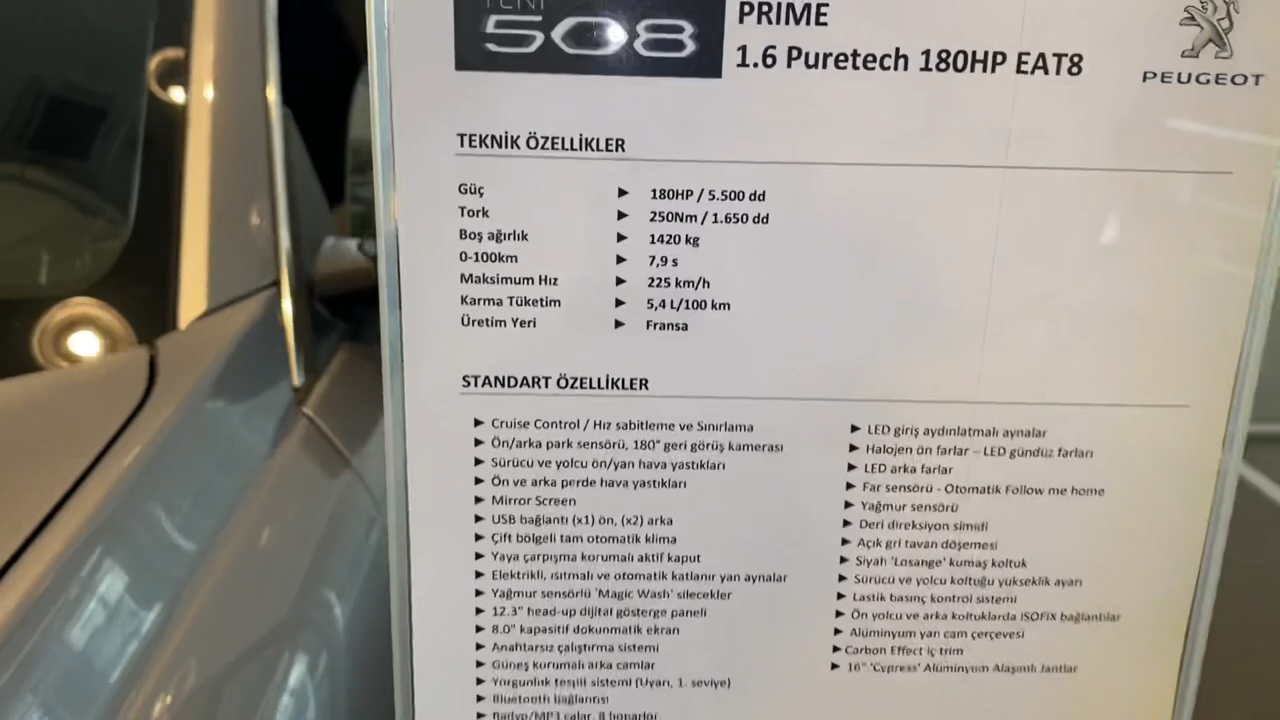 YENİ
508
PRIME
1.6 Puretech 180HP EAT8
PEUGEOT
TEKNİK ÖZELLİKLER
Güç ► 180HP / 5.500 dd
Tork ► 250Nm / 1.650 dd
Boş ağırlık ► 1420 kg
0-100km ► 7,9 s
Maksimum Hız ► 225 km/h
Karma Tüketim ► 5,4 L/100 km
Üretim Yeri ► Fransa
STANDART ÖZELLİKLER
► Cruise Control / Hız sabitleme ve Sınırlama
► Ön/arka park sensörü, 180° geri görüş kamerası
► Sürücü ve yolcu ön/yan hava yastıkları
► Ön ve arka perde hava yastıkları
► Mirror Screen
► USB bağlantı (x1) ön, (x2) arka
► Çift bölgeli tam otomatik klima
► Yaya çarpışma korumalı aktif kaput
► Elektrikli, ısıtmalı ve otomatik katlanır yan aynalar
► Yağmur sensörlü 'Magic Wash' silecekler
► 12.3" head-up dijital gösterge paneli
► 8.0" kapasitif dokunmatik ekran
► Anahtarsız çalıştırma sistemi
► Güneş korumalı arka camlar
► Yorgunluk tespiti sistemi (Uyarı, 1. seviye)
► Bluetooth bağlantısı
► Radyo/MP3 çalar, 8 hoparlör
► LED giriş aydınlatmalı aynalar
► Halojen ön farlar – LED gündüz farları
► LED arka farlar
► Far sensörü - Otomatik Follow me home
► Yağmur sensörü
► Deri direksiyon simidi
► Açık gri tavan döşemesi
► Siyah 'Losange' kumaş koltuk
► Sürücü ve yolcu koltuğu yükseklik ayarı
► Lastik basınç kontrol sistemi
► Ön yolcu ve arka koltuklarda ISOFIX bağlantılar
► Alüminyum yan cam çerçevesi
► Carbon Effect iç trim
► 16" 'Cypress' Alüminyum Alaşımlı Jantlar